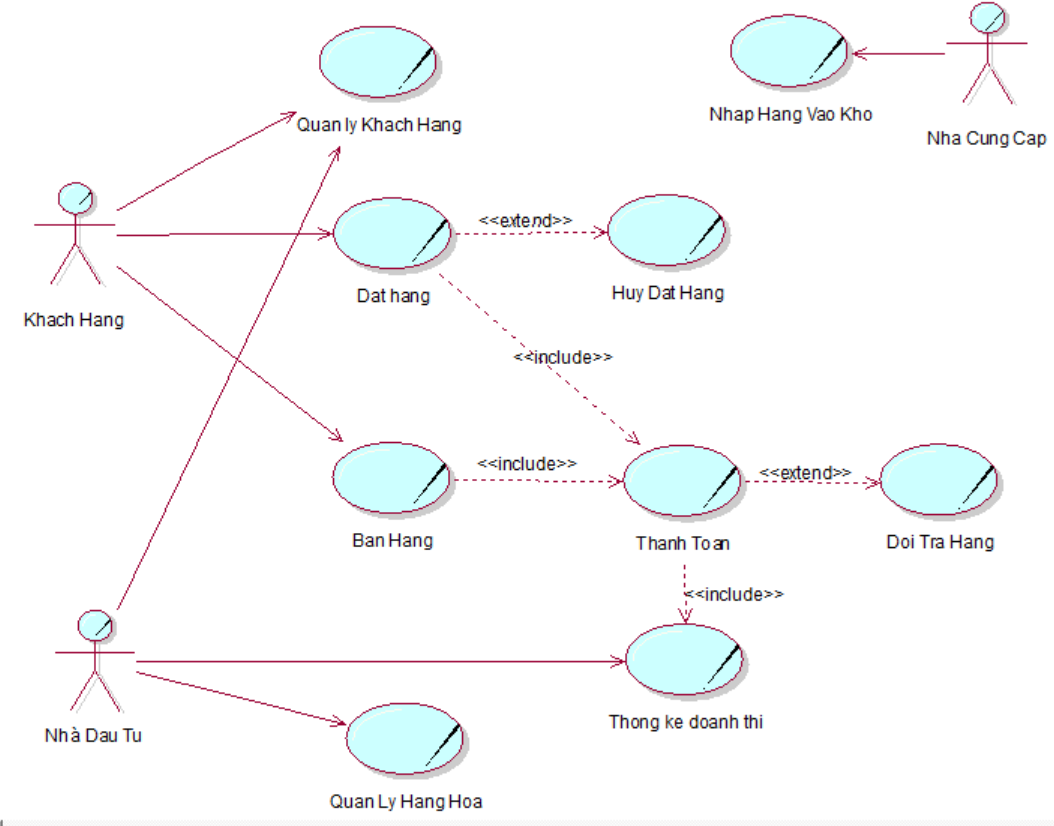 Nhap Hang Vao Kho
Quan ly Khach Hang
Nha Cung Cap
<<extend>>
Dat hang
Huy Dat Hang
Khach Hang
<<include>>
<<include>>
<<extend>>
Ban Hang
Thanh Toan
Doi Tra Hang
<<include>>
Thong ke doanh thi
Nhà Dau Tu
Quan Ly Hang Hoa